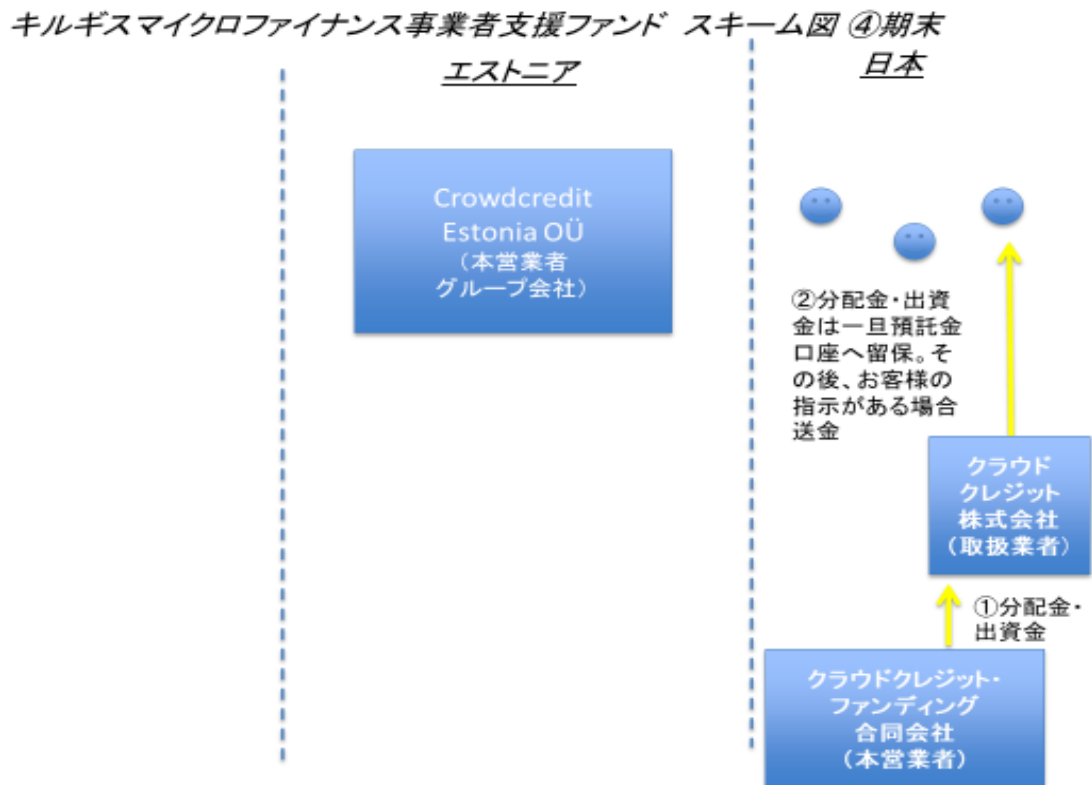 キルギスマイクロファイナンス事業者支援ファンド スキーム図 ④期末
エストニア
日本
Crowdcredit
Estonia OÜ
（本営業者
グループ会社）
②分配金・出資
金は一旦預託金
口座へ留保。そ
の後、お客様の
指示がある場合
送金
クラウド
クレジット
株式会社
（取扱業者）
①分配金・
出資金
クラウドクレジット・
ファンディング
合同会社
（本営業者）